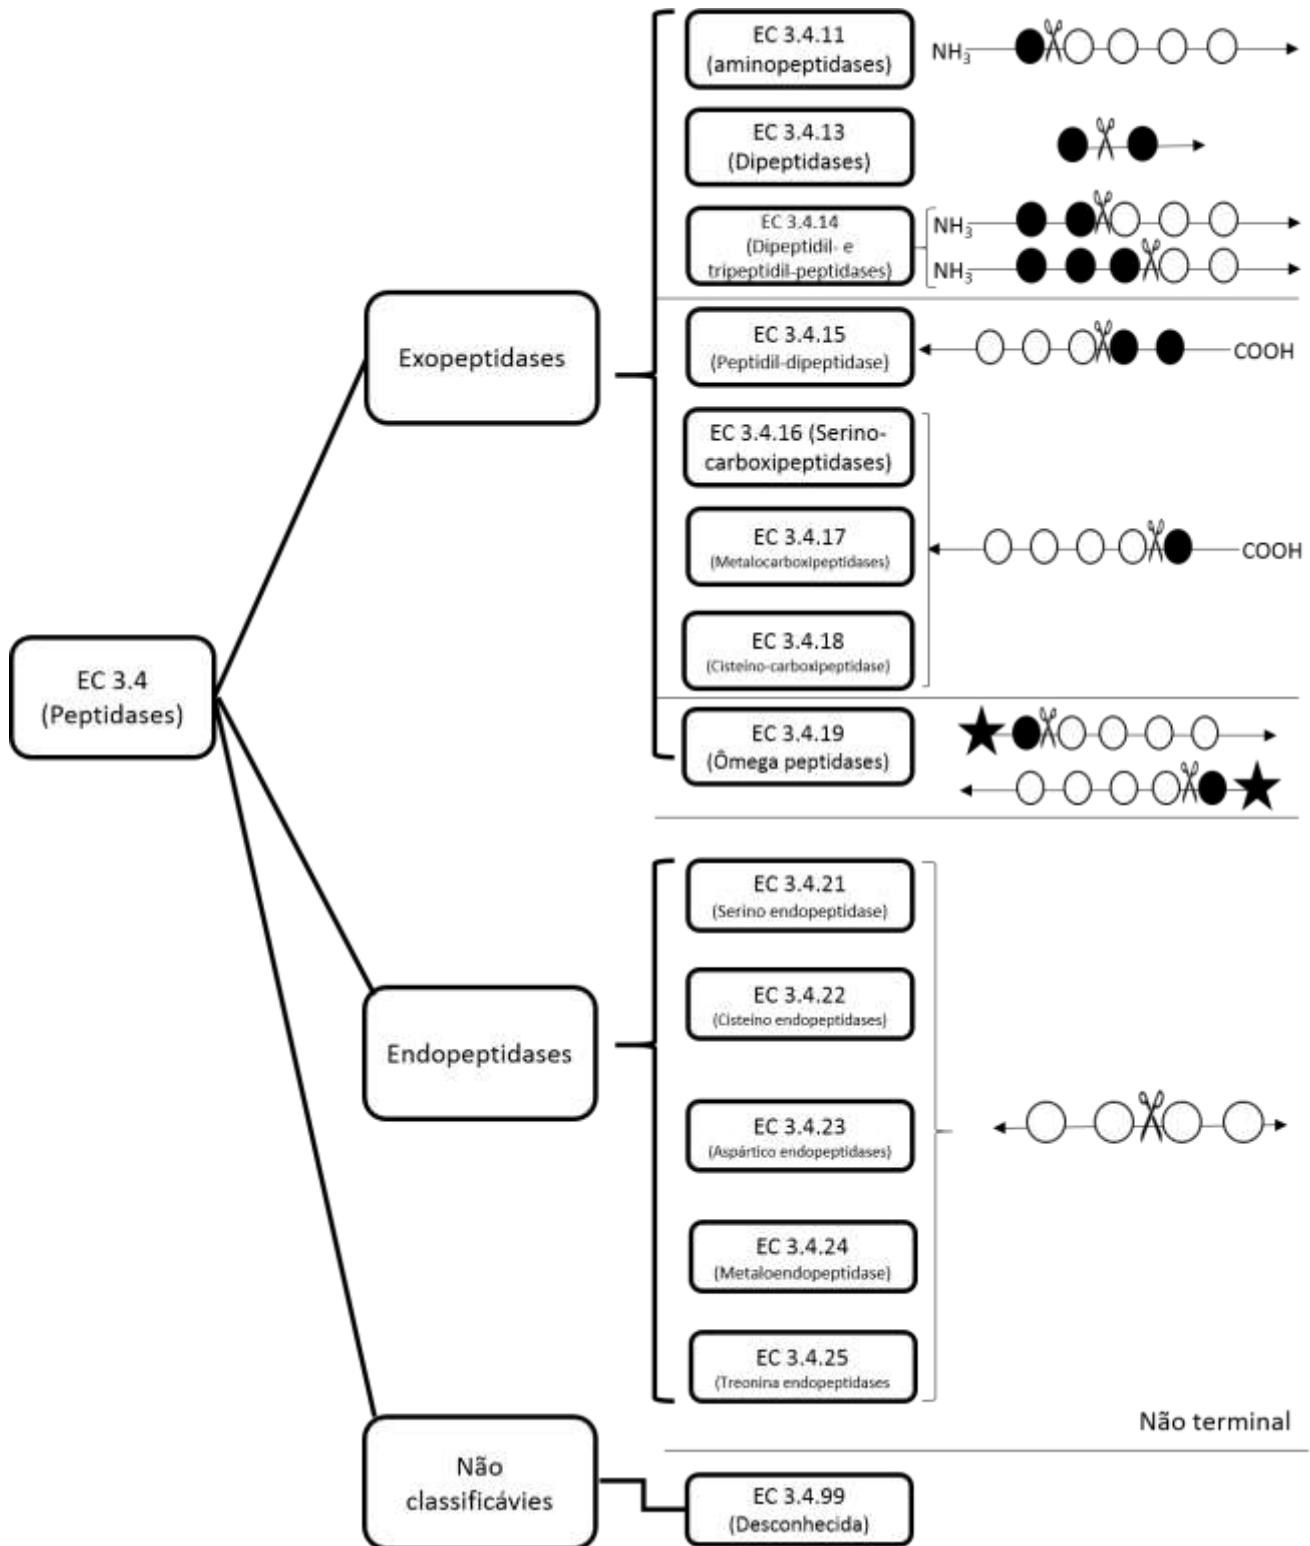 EC 3.4.11
(aminopeptidases)
NH3
EC 3.4.13
(Dipeptidases)
EC 3.4.14
(Dipeptidil- e
tripeptidil-peptidases)
NH3
NH3
Exopeptidases
EC 3.4.15
(Peptidil-dipeptidase)
COOH
EC 3.4.16 (Serino-
carboxipeptidases)
EC 3.4.17
(Metalocarboxipeptidases)
COOH
EC 3.4.18
(Cisteíno-carboxipeptidase)
EC 3.4
(Peptidases)
EC 3.4.19
(Ômega peptidases)
EC 3.4.21
(Serino endopeptidase)
EC 3.4.22
(Cisteíno endopeptidases)
Endopeptidases
EC 3.4.23
(Aspártico endopeptidases)
EC 3.4.24
(Metaloendopeptidase)
EC 3.4.25
(Treonina endopeptidases
Não terminal
Não
classificávies
EC 3.4.99
(Desconhecida)